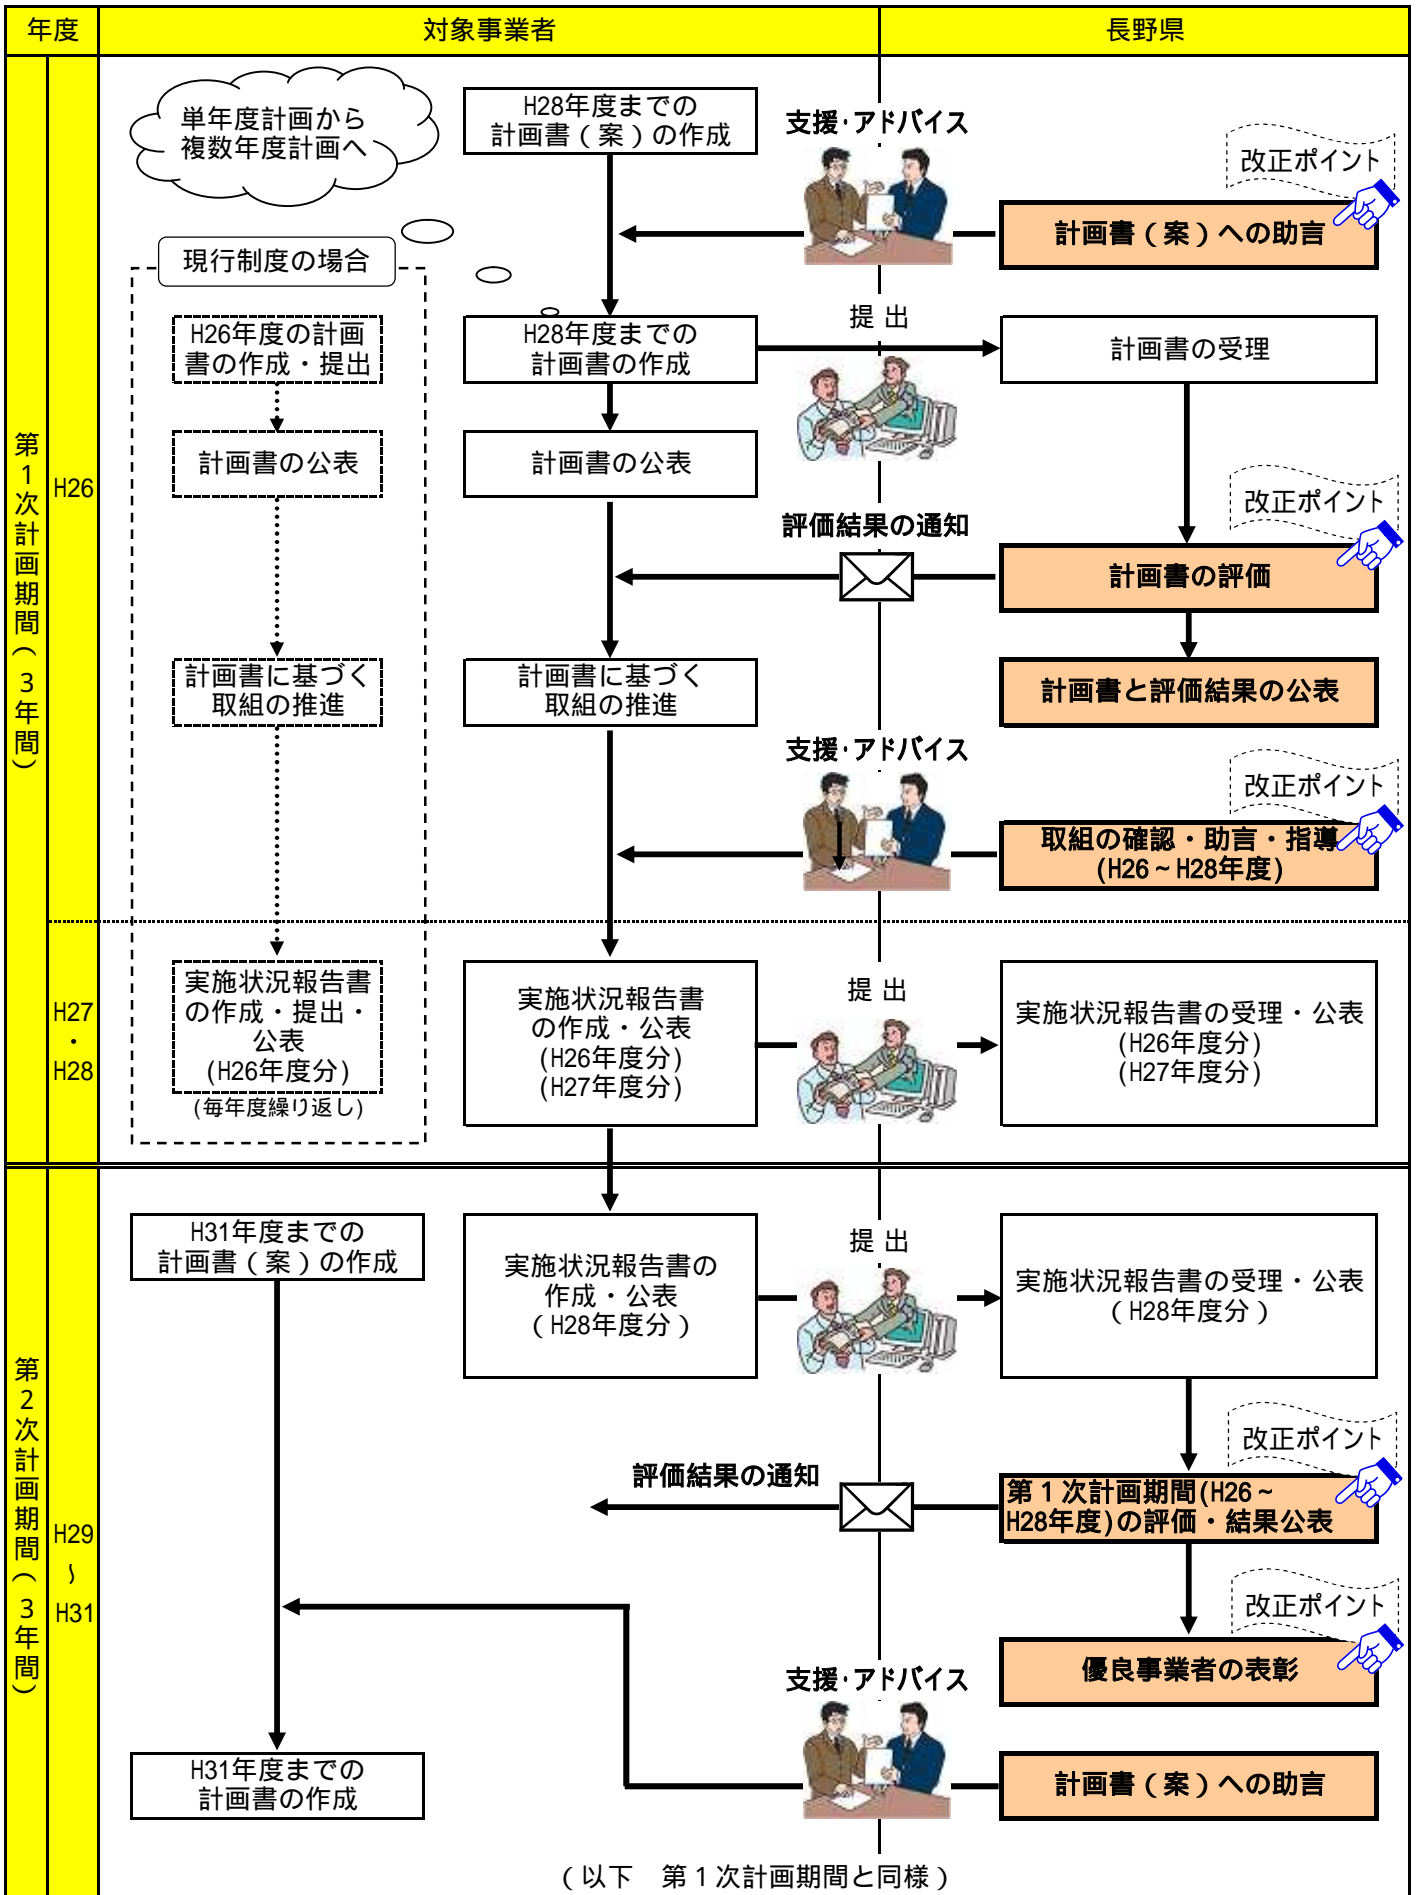 年度
対象事業者
長野県
第1次計画期間(3年間)
H26
単年度計画から
複数年度計画へ
H28年度までの
計画書(案)の作成
支援・アドバイス
改正ポイント
計画書(案)への助言
現行制度の場合
H26年度の計画
書の作成・提出
H28年度までの
計画書の作成
提 出
計画書の受理
計画書の公表
計画書の公表
改正ポイント
評価結果の通知
計画書の評価
計画書に基づく
取組の推進
計画書に基づく
取組の推進
計画書と評価結果の公表
支援・アドバイス
改正ポイント
取組の確認・助言・指導
(H26~H28年度)
H27
・
H28
実施状況報告書
の作成・提出・
公表
(H26年度分)
(毎年度繰り返し)
実施状況報告書
の作成・公表
(H26年度分)
(H27年度分)
提 出
実施状況報告書の受理・公表
(H26年度分)
(H27年度分)
第2次計画期間(3年間)
H29
~
H31
H31年度までの
計画書(案)の作成
実施状況報告書の
作成・公表
(H28年度分)
提 出
実施状況報告書の受理・公表
(H28年度分)
改正ポイント
評価結果の通知
第1次計画期間(H26~
H28年度)の評価・結果公表
改正ポイント
優良事業者の表彰
支援・アドバイス
H31年度までの
計画書の作成
計画書(案)への助言
(以下 第1次計画期間と同様)